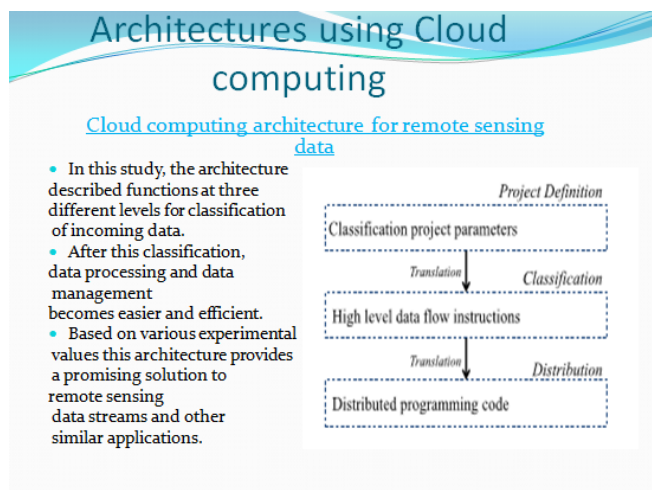 Architectures using Cloud
computing
Cloud computing architecture for remote sensing
data
• In this study, the architecture
described functions at three
different levels for classification
of incoming data.
• After this classification,
data processing and data
management
becomes easier and efficient.
• Based on various experimental
values this architecture provides
a promising solution to
remote sensing
data streams and other
similar applications.
Project Definition
Classification project parameters
Translation
Classification
High level data flow instructions
Translation
Distribution
Distributed programming code